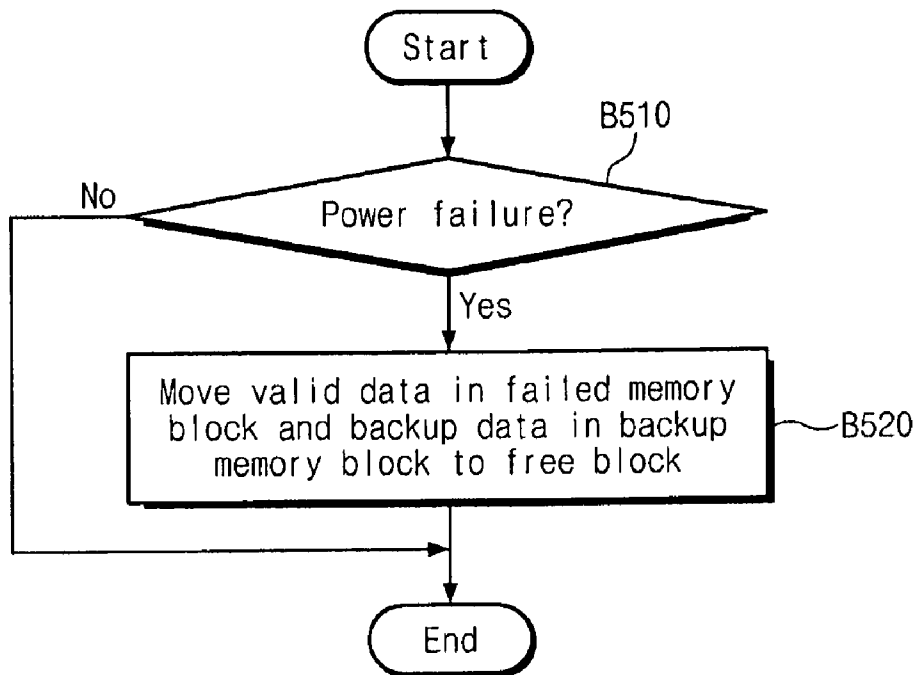 Start
B510
No
Power failure?
Yes
Move valid data in failed memory
block and backup data in backup
memory block to free block
B520
End